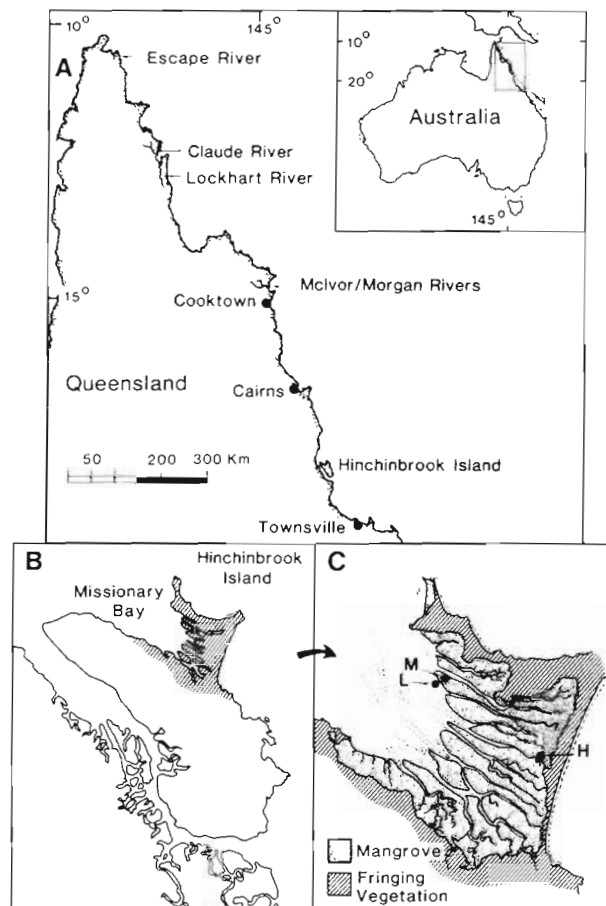 10°
145°
A
Escape River
Claude River
Lockhart River
10°
20°
Australia
145°
McIvor/Morgan Rivers
15°
Cooktown
Queensland
Cairns
50 200 300 Km
Hinchinbrook Island
Townsville
B
Hinchinbrook
Island
Missionary
Bay
C
M
L
H
Mangrove
Fringing
Vegetation